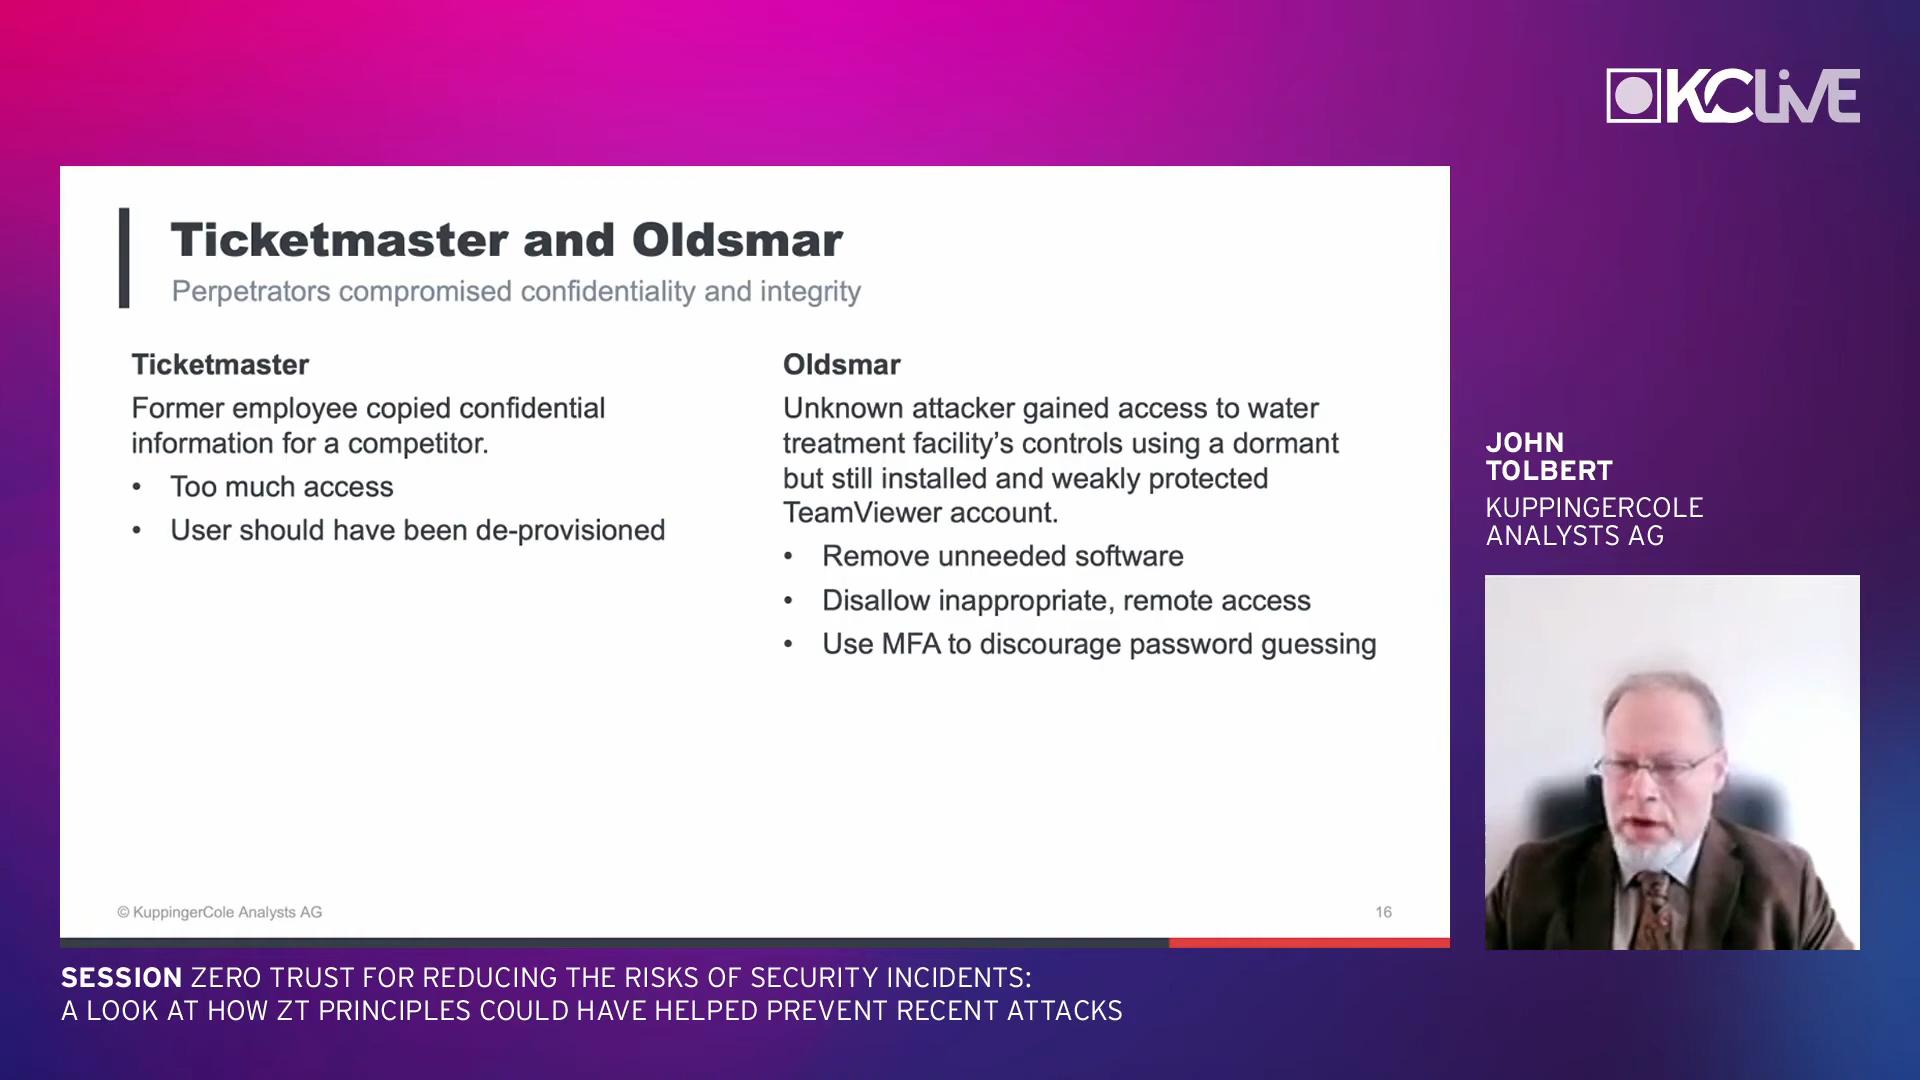 KCLIVE
Ticketmaster and Oldsmar
Perpetrators compromised confidentiality and integrity
Ticketmaster
Former employee copied confidential
information for a competitor.
• Too much access
• User should have been de-provisioned
Oldsmar
Unknown attacker gained access to water
treatment facility’s controls using a dormant
but still installed and weakly protected
TeamViewer account.
• Remove unneeded software
• Disallow inappropriate, remote access
• Use MFA to discourage password guessing
© KuppingerCole Analysts AG
16
JOHN
TOLBERT
KUPPINGERCOLE
ANALYSTS AG
SESSION ZERO TRUST FOR REDUCING THE RISKS OF SECURITY INCIDENTS:
A LOOK AT HOW ZT PRINCIPLES COULD HAVE HELPED PREVENT RECENT ATTACKS